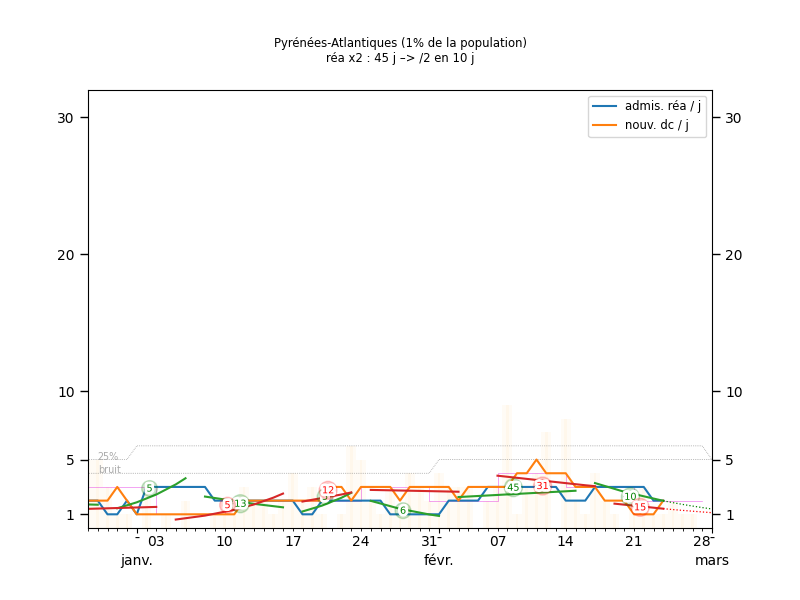 Pyrénées-Atlantiques (1% de la population)
réa x2 : 45 j –> /2 en 10 j
admis. réa / j
nouv. dc / j
30 30
20 20
10 10
5 5
1 1
25%
bruit
5 5 13 12 6 45 31 10 15
- 03 10 17 24 31- 07 14 21 28-
janv. févr. mars